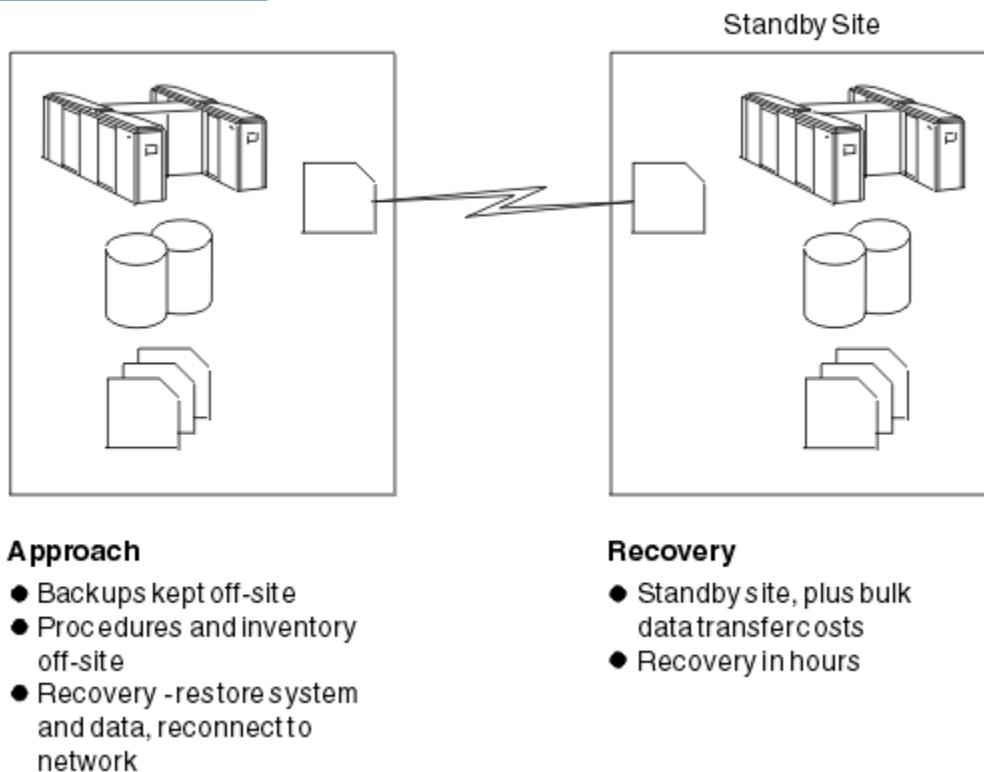 Standby Site
Approach
● Backups kept off-site
● Procedures and inventory
off-site
● Recovery - restore system
and data, reconnect to
network
Recovery
● Standby site, plus bulk
data transfer costs
● Recovery in hours